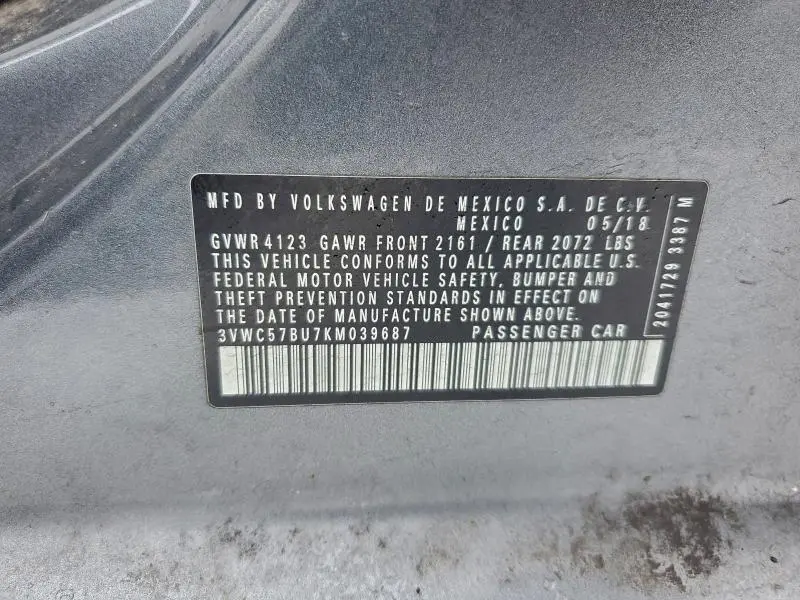 MFD BY VOLKSWAGEN DE MEXICO S.A. DE C.V.
MEXICO 05/18
GVWR 4123 GAWR FRONT 2161 / REAR 2072 LBS
THIS VEHICLE CONFORMS TO ALL APPLICABLE U.S.
FEDERAL MOTOR VEHICLE SAFETY, BUMPER AND
THEFT PREVENTION STANDARDS IN EFFECT ON
THE DATE OF MANUFACTURE SHOWN ABOVE.
3VWC57BU7KM039687 PASSENGER CAR
2041729 3387 M